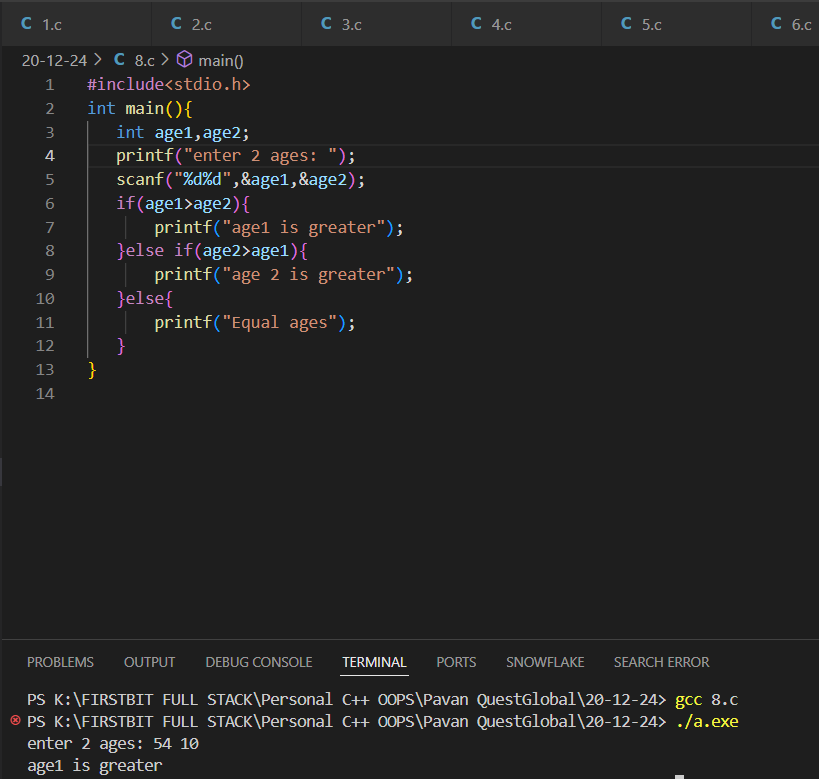 C 1.c C 2.c C 3.c C 4.c C 5.c C 6.c
20-12-24 > C 8.c > main()
1 #include<stdio.h>
2 int main(){
3 int age1,age2;
4 printf("enter 2 ages: ");
5 scanf("%d%d",&age1,&age2);
6 if(age1>age2){
7 printf("age1 is greater");
8 }else if(age2>age1){
9 printf("age 2 is greater");
10 }else{
11 printf("Equal ages");
12 }
13 }
14
PROBLEMS OUTPUT DEBUG CONSOLE TERMINAL PORTS SNOWFLAKE SEARCH ERROR
PS K:\FIRSTBIT FULL STACK\Personal C++ OOPS\Pavan QuestGlobal\20-12-24> gcc 8.c
PS K:\FIRSTBIT FULL STACK\Personal C++ OOPS\Pavan QuestGlobal\20-12-24> ./a.exe
enter 2 ages: 54 10
age1 is greater